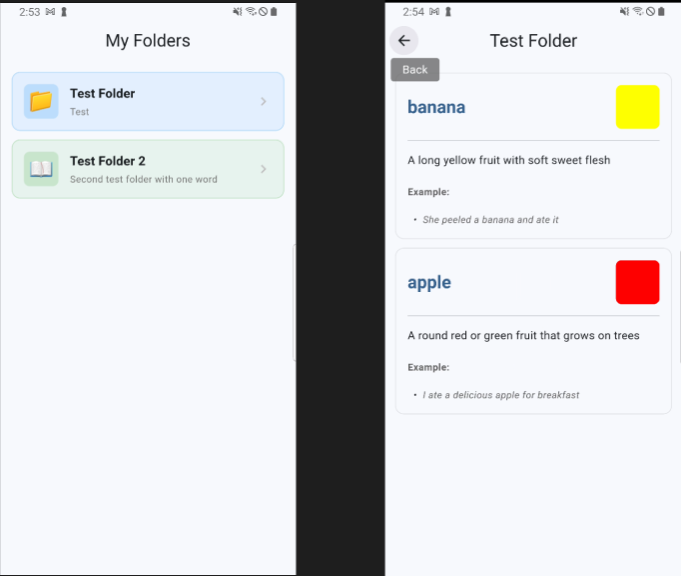 2:53
My Folders
Test Folder
Test
Test Folder 2
Second test folder with one word
2:54
Test Folder
Back
banana
A long yellow fruit with soft sweet flesh
Example:
• She peeled a banana and ate it
apple
A round red or green fruit that grows on trees
Example:
• I ate a delicious apple for breakfast